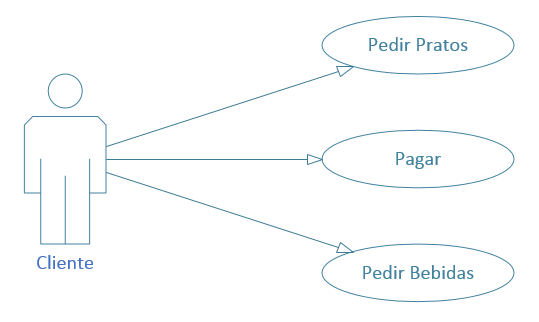 Pedir Pratos
Pagar
Cliente
Pedir Bebidas